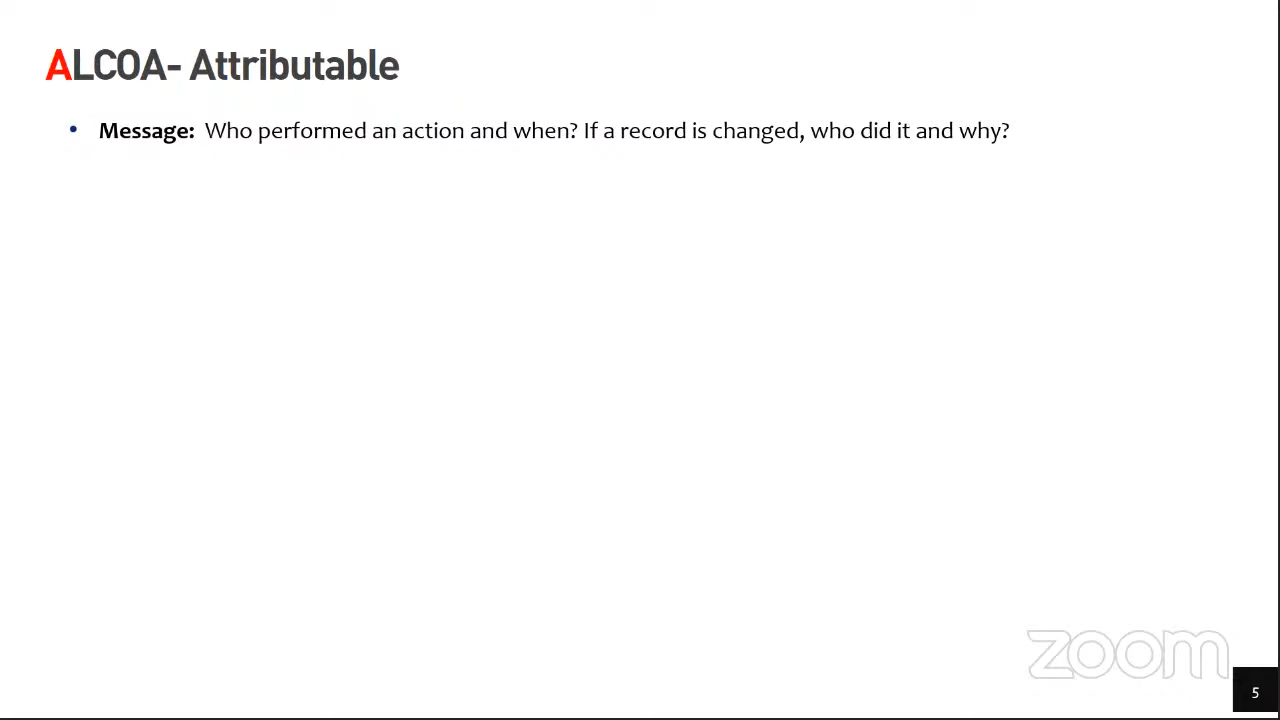 ALCOA- Attributable
• Message: Who performed an action and when? If a record is changed, who did it and why?
zoom
5